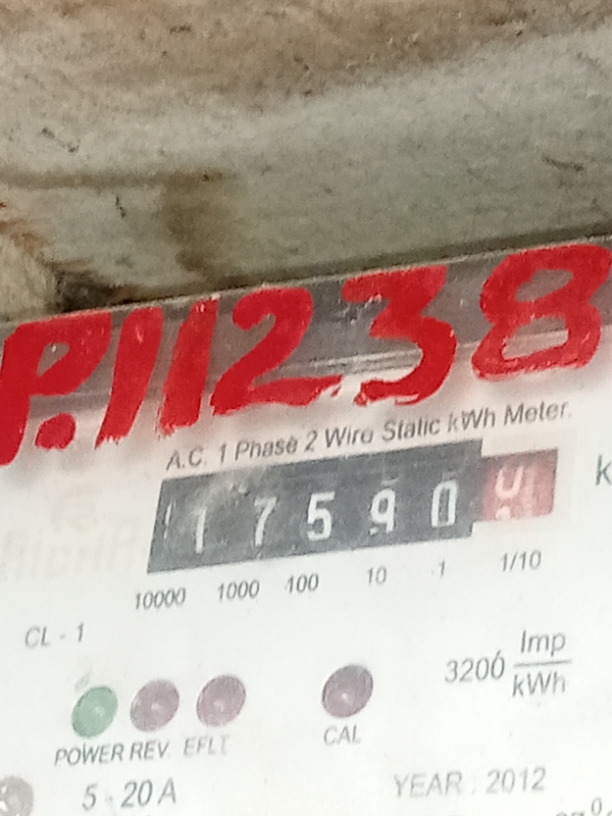 P.11238
A.C. 1 Phase 2 Wire Static kWh Meter.
17590
k
10000 1000 100 10 1 1/10
CL - 1
3200 Imp/kWh
POWER REV. EFLT CAL
5 - 20 A YEAR : 2012